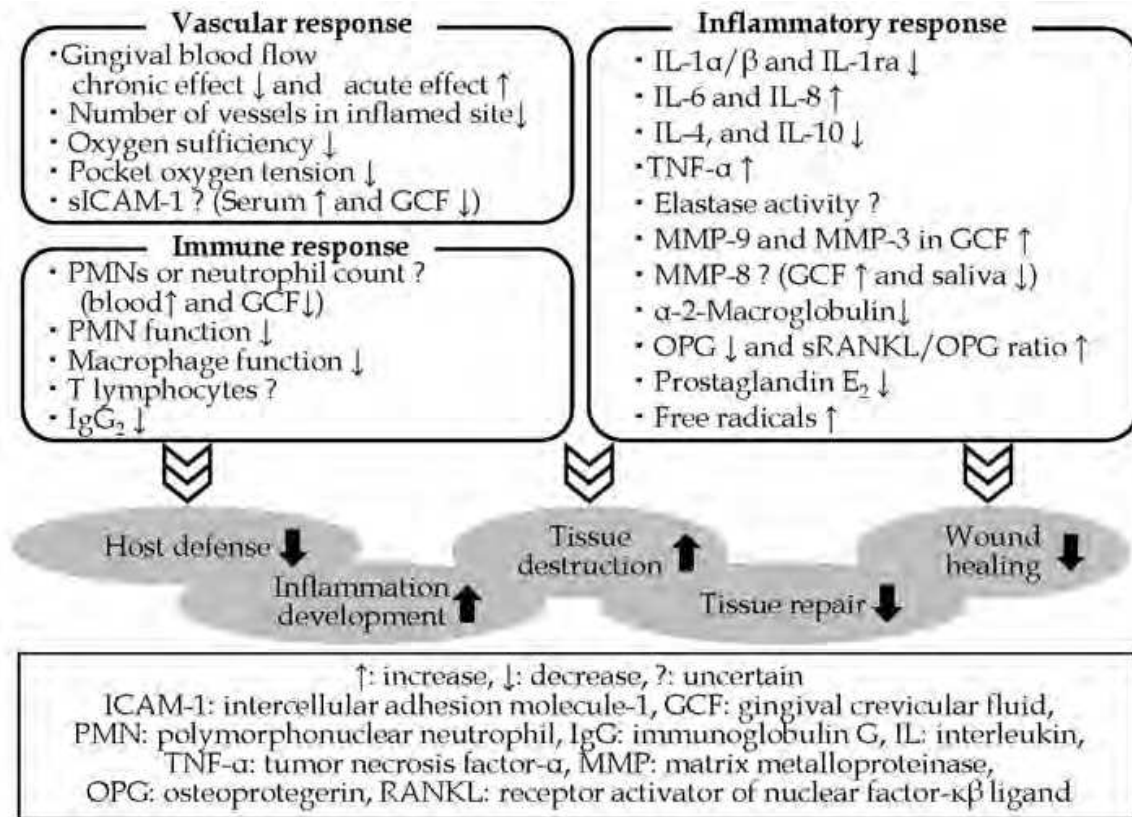 Vascular response
·Gingival blood flow
chronic effect ↓ and acute effect ↑
· Number of vessels in inflamed site↓
· Oxygen sufficiency ↓
· Pocket oxygen tension ↓
· sICAM-1 ? (Serum ↑ and GCF ↓)
Immune response
· PMNs or neutrophil count ?
(blood↑ and GCF↓)
· PMN function ↓
· Macrophage function ↓
· T lymphocytes ?
· IgG₂ ↓
Inflammatory response
· IL-1α/β and IL-1ra ↓
· IL-6 and IL-8 ↑
· IL-4, and IL-10 ↓
·TNF-α ↑
· Elastase activity ?
· MMP-9 and MMP-3 in GCF ↑
· MMP-8 ? (GCF ↑ and saliva ↓)
· α-2-Macroglobulin↓
· OPG ↓ and sRANKL/OPG ratio ↑
· Prostaglandin E₂ ↓
· Free radicals ↑
Host defense ↓
Inflammation
development ↑
Tissue
destruction ↑
Tissue repair ↓
Wound
healing ↓
↑: increase, ↓: decrease, ?: uncertain
ICAM-1: intercellular adhesion molecule-1, GCF: gingival crevicular fluid,
PMN: polymorphonuclear neutrophil, IgG: immunoglobulin G, IL: interleukin,
TNF-α: tumor necrosis factor-α, MMP: matrix metalloproteinase,
OPG: osteoprotegerin, RANKL: receptor activator of nuclear factor-κβ ligand